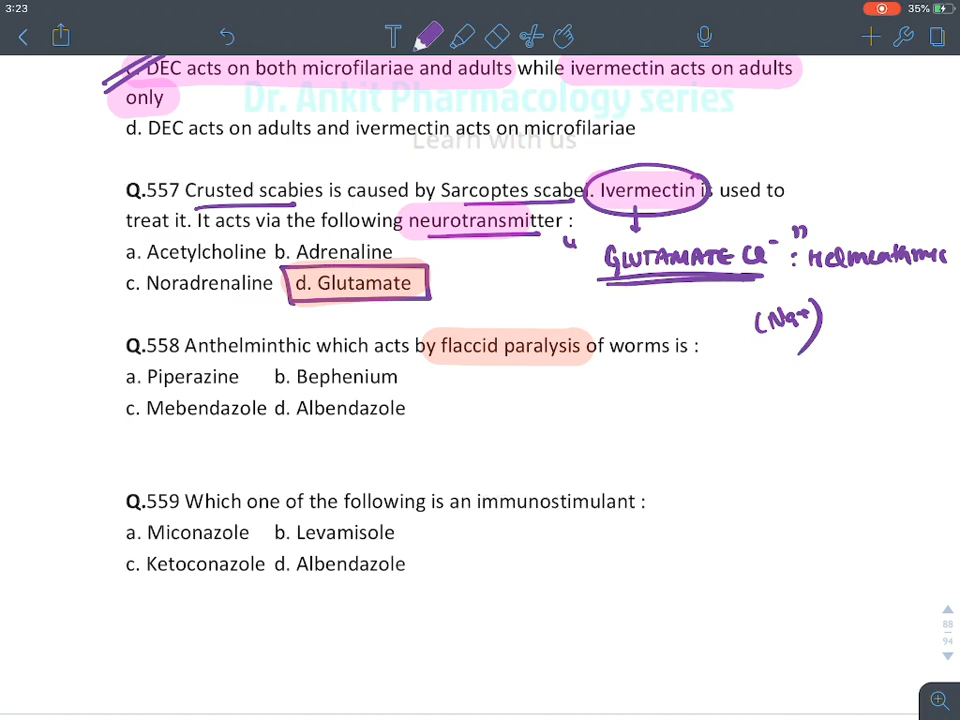 3:23
35%
c. DEC acts on both microfilariae and adults while ivermectin acts on adults
only
Dr. Ankit Pharmacology series
d. DEC acts on adults and ivermectin acts on microfilariae
Learn with us
Q.557 Crusted scabies is caused by Sarcoptes scabei. Ivermectin is used to
treat it. It acts via the following neurotransmitter :
a. Acetylcholine b. Adrenaline
"GLUTAMATE Cl-" :
c. Noradrenaline d. Glutamate
(Na+)
Q.558 Anthelminthic which acts by flaccid paralysis of worms is :
a. Piperazine b. Bephenium
c. Mebendazole d. Albendazole
Q.559 Which one of the following is an immunostimulant :
a. Miconazole b. Levamisole
c. Ketoconazole d. Albendazole
88
94